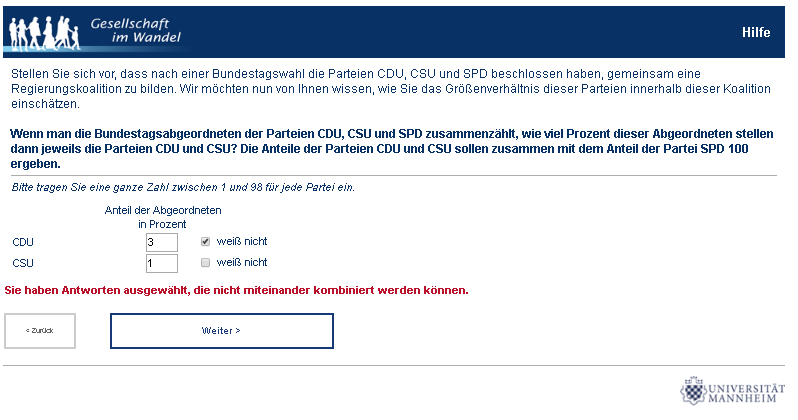 Gesellschaft
im Wandel
Hilfe
Stellen Sie sich vor, dass nach einer Bundestagswahl die Parteien CDU, CSU und SPD beschlossen haben, gemeinsam eine
Regierungskoalition zu bilden. Wir möchten nun von Ihnen wissen, wie Sie das Größenverhältnis dieser Parteien innerhalb dieser Koalition
einschätzen.
Wenn man die Bundestagsabgeordneten der Parteien CDU, CSU und SPD zusammenzählt, wie viel Prozent dieser Abgeordneten stellen
dann jeweils die Parteien CDU und CSU? Die Anteile der Parteien CDU und CSU sollen zusammen mit dem Anteil der Partei SPD 100
ergeben.
Bitte tragen Sie eine ganze Zahl zwischen 1 und 98 für jede Partei ein.
Anteil der Abgeordneten
in Prozent
CDU 3 weiß nicht
CSU 1 weiß nicht
Sie haben Antworten ausgewählt, die nicht miteinander kombiniert werden können.
< Zurück Weiter >
UNIVERSITÄT
MANNHEIM